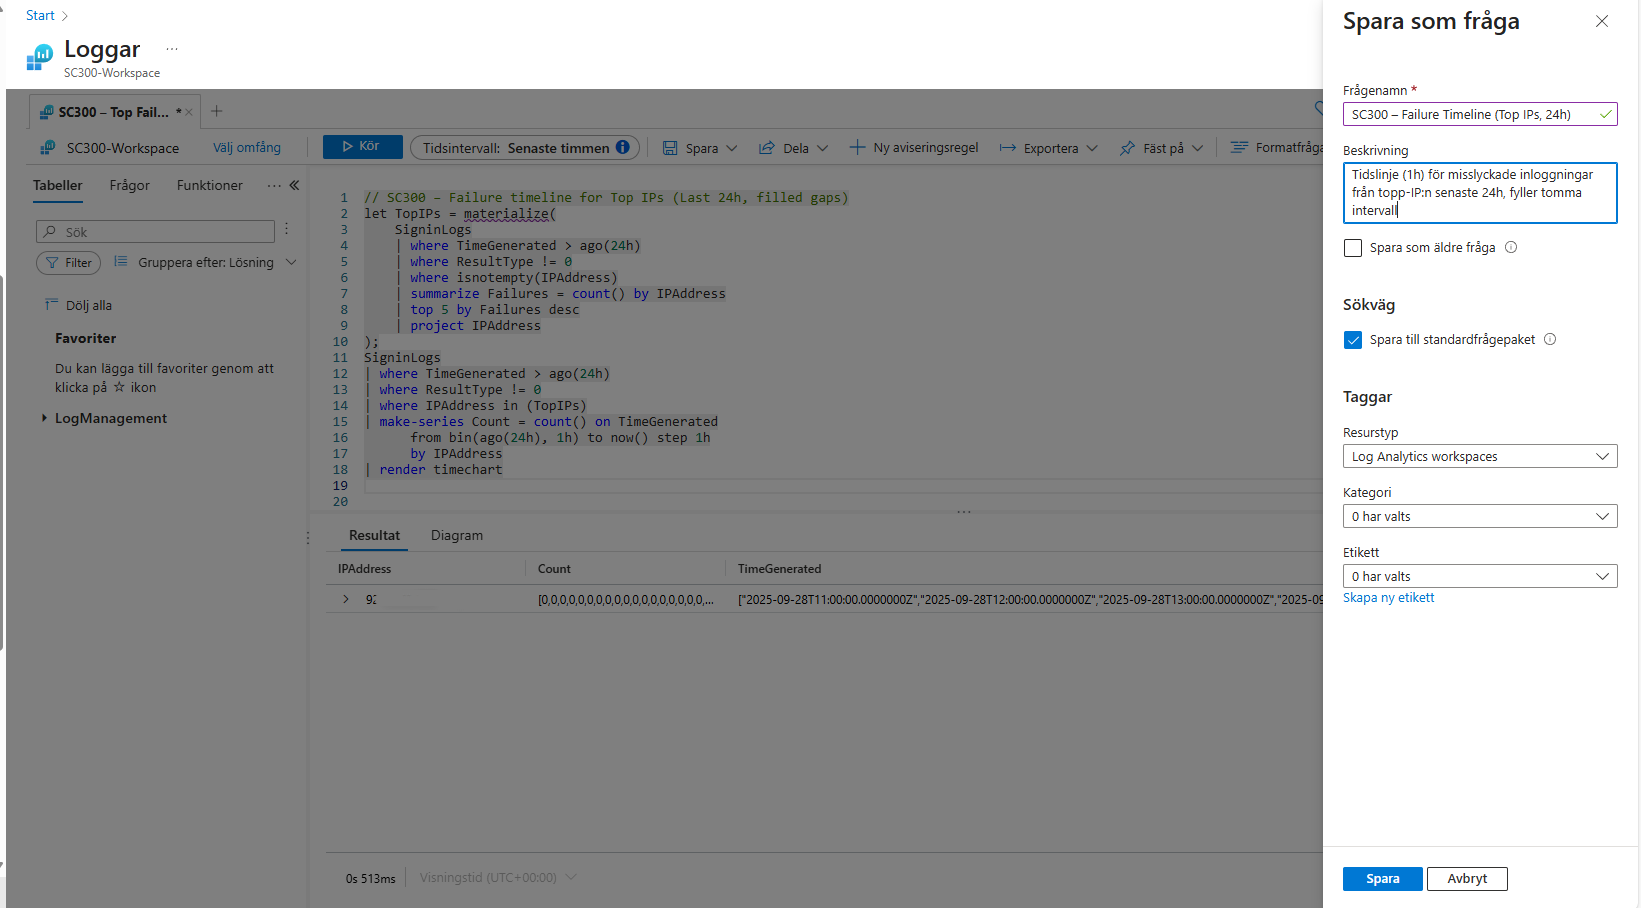 Start
Loggar
...
SC300-Workspace
SC300 – Top Fail... *
SC300-Workspace
Välj omfång
Kör
Tidsintervall: Senaste timmen
Spara
Dela
Ny aviseringsregel
Exportera
Fäst på
Formatfråga
Tabeller
Frågor
Funktioner
...
Sök
Filter
Gruppera efter: Lösning
Dölj alla
Favoriter
Du kan lägga till favoriter genom att
klicka på ☆ ikon
LogManagement
1 // SC300 – Failure timeline for Top IPs (Last 24h, filled gaps)
2 let TopIPs = materialize(
3 SigninLogs
4 | where TimeGenerated > ago(24h)
5 | where ResultType != 0
6 | where isnotempty(IPAddress)
7 | summarize Failures = count() by IPAddress
8 | top 5 by Failures desc
9 | project IPAddress
10 );
11 SigninLogs
12 | where TimeGenerated > ago(24h)
13 | where ResultType != 0
14 | where IPAddress in (TopIPs)
15 | make-series Count = count() on TimeGenerated
16 from bin(ago(24h), 1h) to now() step 1h
17 by IPAddress
18 | render timechart
19
20
Resultat
Diagram
IPAddress
Count
TimeGenerated
[0,0,0,0,0,0,0,0,0,0,0,0,0,0,0,0,0,0,...
["2025-09-28T11:00:00.0000000Z","2025-09-28T12:00:00.0000000Z","2025-09-28T13:00:00.0000000Z","2025-09
0s 513ms
Visningstid (UTC+00:00)
Spara som fråga
Frågenamn *
SC300 – Failure Timeline (Top IPs, 24h)
Beskrivning
Tidslinje (1h) för misslyckade inloggningar
från topp-IP:n senaste 24h, fyller tomma
intervall
Spara som äldre fråga
Sökväg
Spara till standardfrågepaket
Taggar
Resurstyp
Log Analytics workspaces
Kategori
0 har valts
Etikett
0 har valts
Skapa ny etikett
Spara
Avbryt